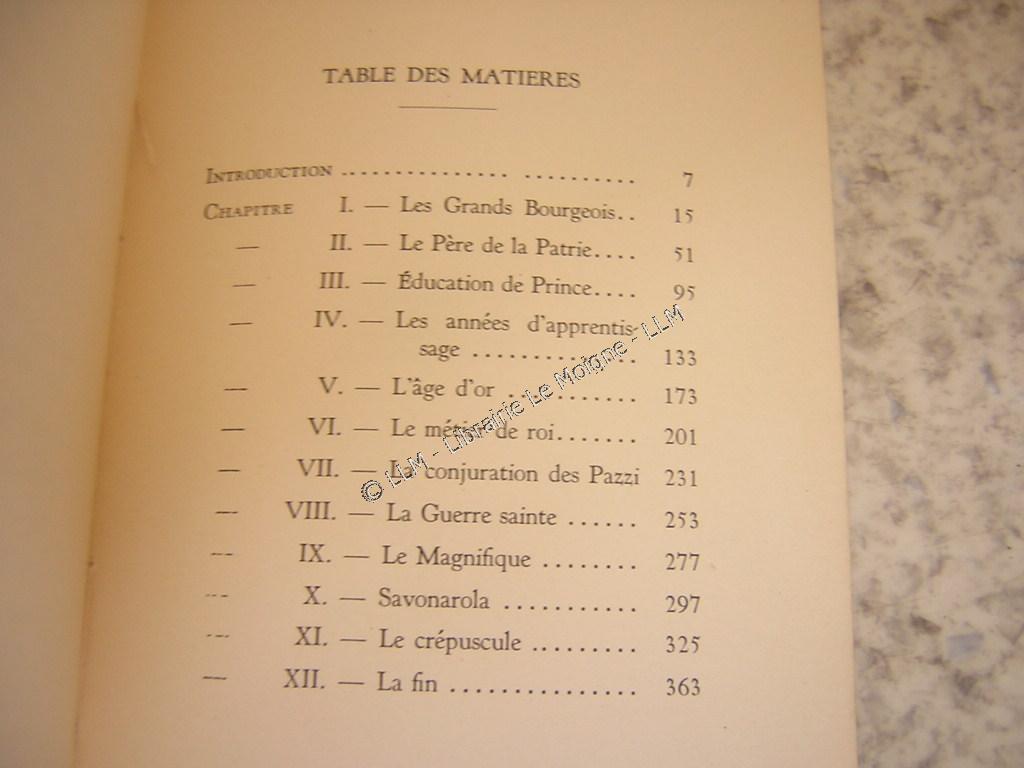 TABLE DES MATIERES
INTRODUCTION ............... .......... 7
CHAPITRE I. — Les Grands Bourgeois.. 15
— II. — Le Père de la Patrie.... 51
— III. — Éducation de Prince.... 95
— IV. — Les années d'apprentis-
sage .............. 133
— V. — L'âge d'or ........... 173
— VI. — Le métier de roi....... 201
— VII. — La conjuration des Pazzi 231
— VIII. — La Guerre sainte ...... 253
— IX. — Le Magnifique ........ 277
— X. — Savonarola ........... 297
— XI. — Le crépuscule ......... 325
— XII. — La fin ............... 363
© LLM - Librairie Le Moigne - LLM